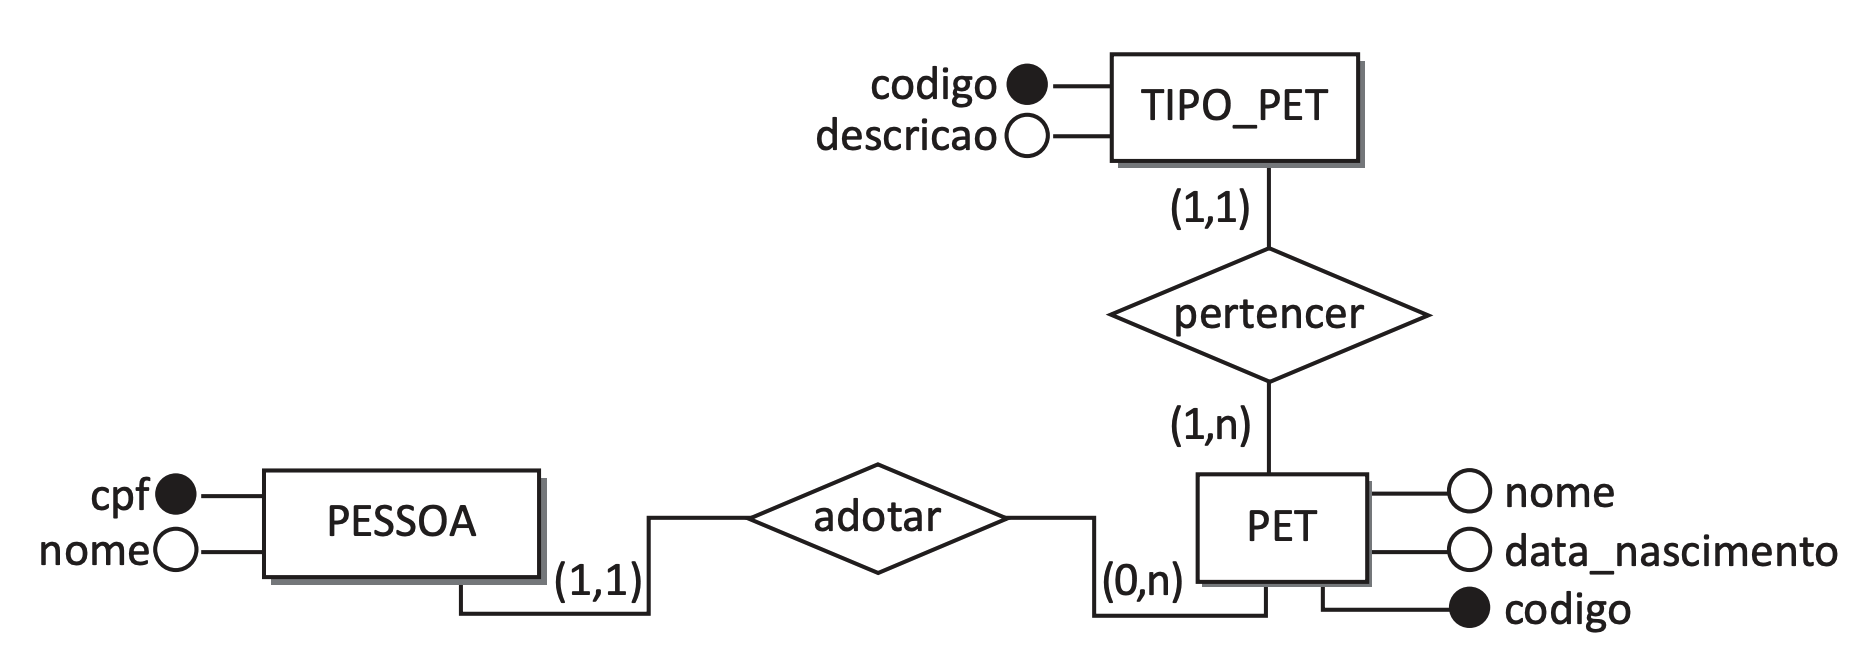 codigo
TIPO_PET
descricao
(1,1)
pertencer
(1,n)
cpf
PESSOA
nome
(1,1)
adotar
(0,n)
PET
nome
data_nascimento
codigo